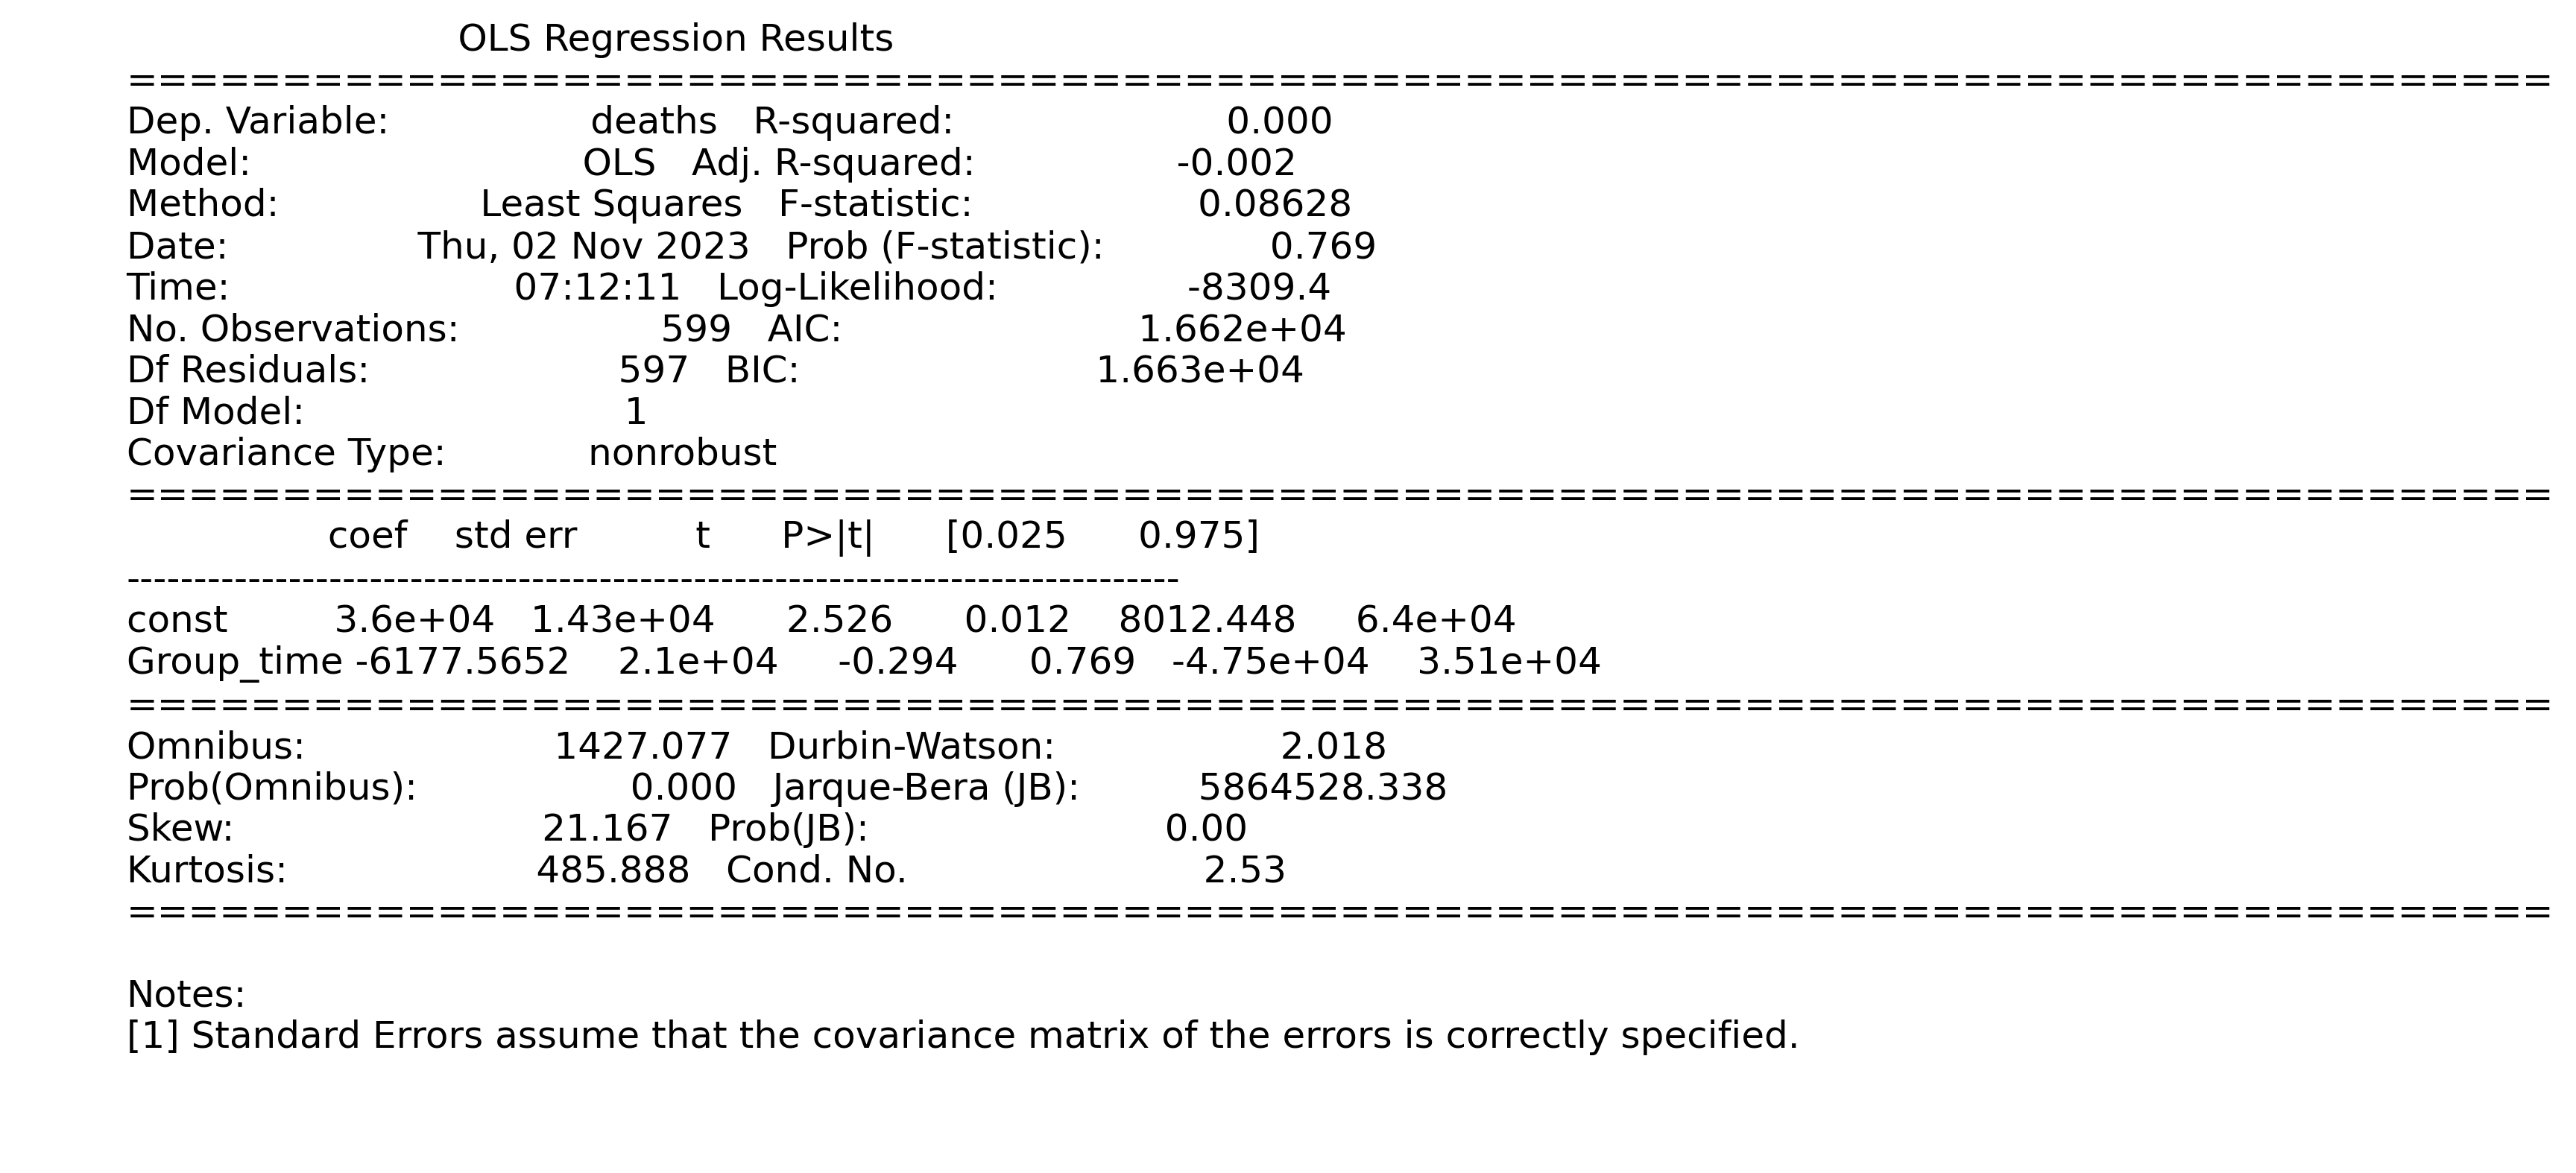 OLS Regression Results
==============================================================================
Dep. Variable: deaths R-squared: 0.000
Model: OLS Adj. R-squared: -0.002
Method: Least Squares F-statistic: 0.08628
Date: Thu, 02 Nov 2023 Prob (F-statistic): 0.769
Time: 07:12:11 Log-Likelihood: -8309.4
No. Observations: 599 AIC: 1.662e+04
Df Residuals: 597 BIC: 1.663e+04
Df Model: 1
Covariance Type: nonrobust
==============================================================================
coef std err t P>|t| [0.025 0.975]
------------------------------------------------------------------------------
const 3.6e+04 1.43e+04 2.526 0.012 8012.448 6.4e+04
Group_time -6177.5652 2.1e+04 -0.294 0.769 -4.75e+04 3.51e+04
==============================================================================
Omnibus: 1427.077 Durbin-Watson: 2.018
Prob(Omnibus): 0.000 Jarque-Bera (JB): 5864528.338
Skew: 21.167 Prob(JB): 0.00
Kurtosis: 485.888 Cond. No. 2.53
==============================================================================
Notes:
[1] Standard Errors assume that the covariance matrix of the errors is correctly specified.